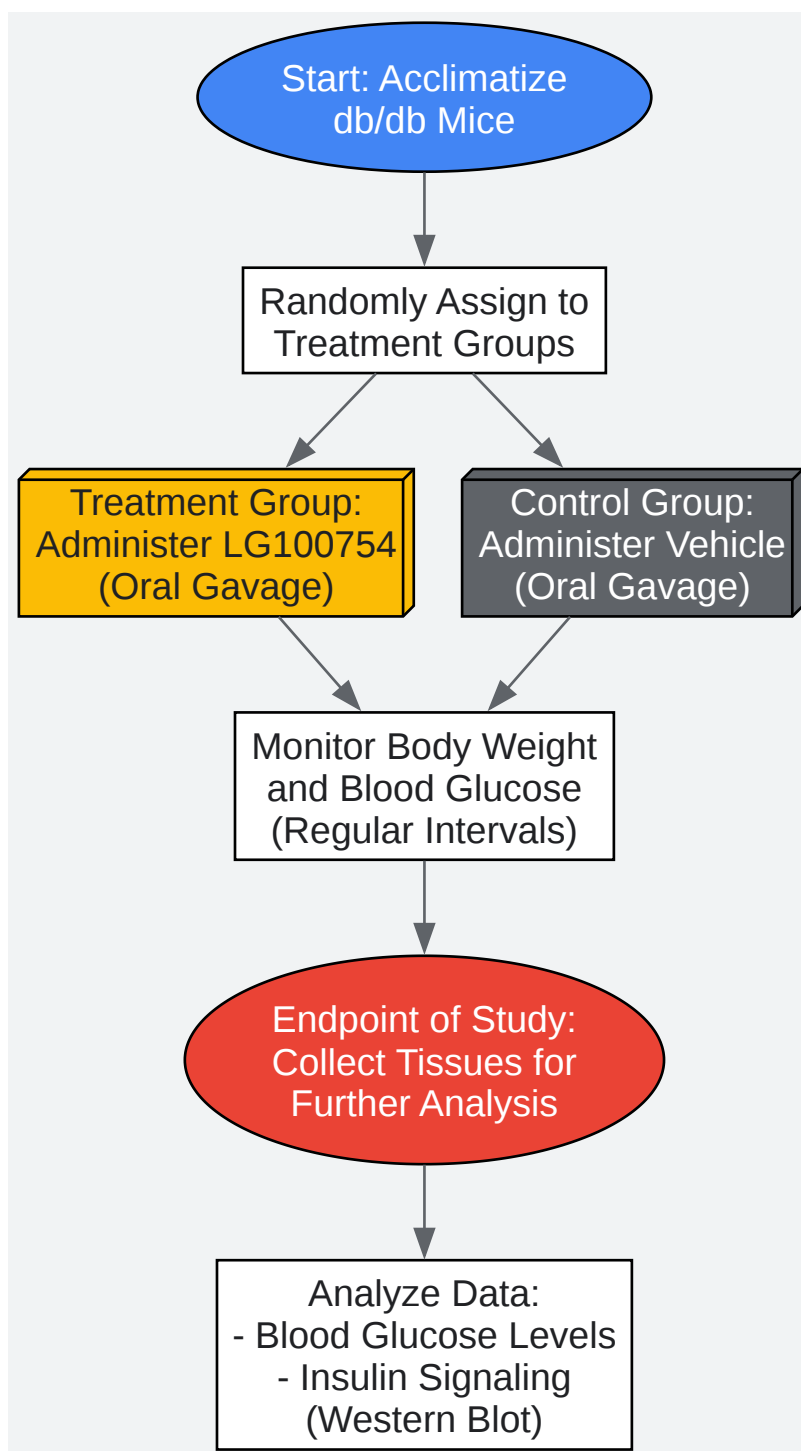 Start: Acclimatize
db/db Mice
Randomly Assign to
Treatment Groups
Treatment Group:
Administer LG100754
(Oral Gavage)
Control Group:
Administer Vehicle
(Oral Gavage)
Monitor Body Weight
and Blood Glucose
(Regular Intervals)
Endpoint of Study:
Collect Tissues for
Further Analysis
Analyze Data:
- Blood Glucose Levels
- Insulin Signaling
(Western Blot)